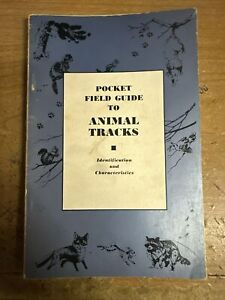 POCKET
FIELD GUIDE
TO
ANIMAL
TRACKS
Identification
and
Characteristics